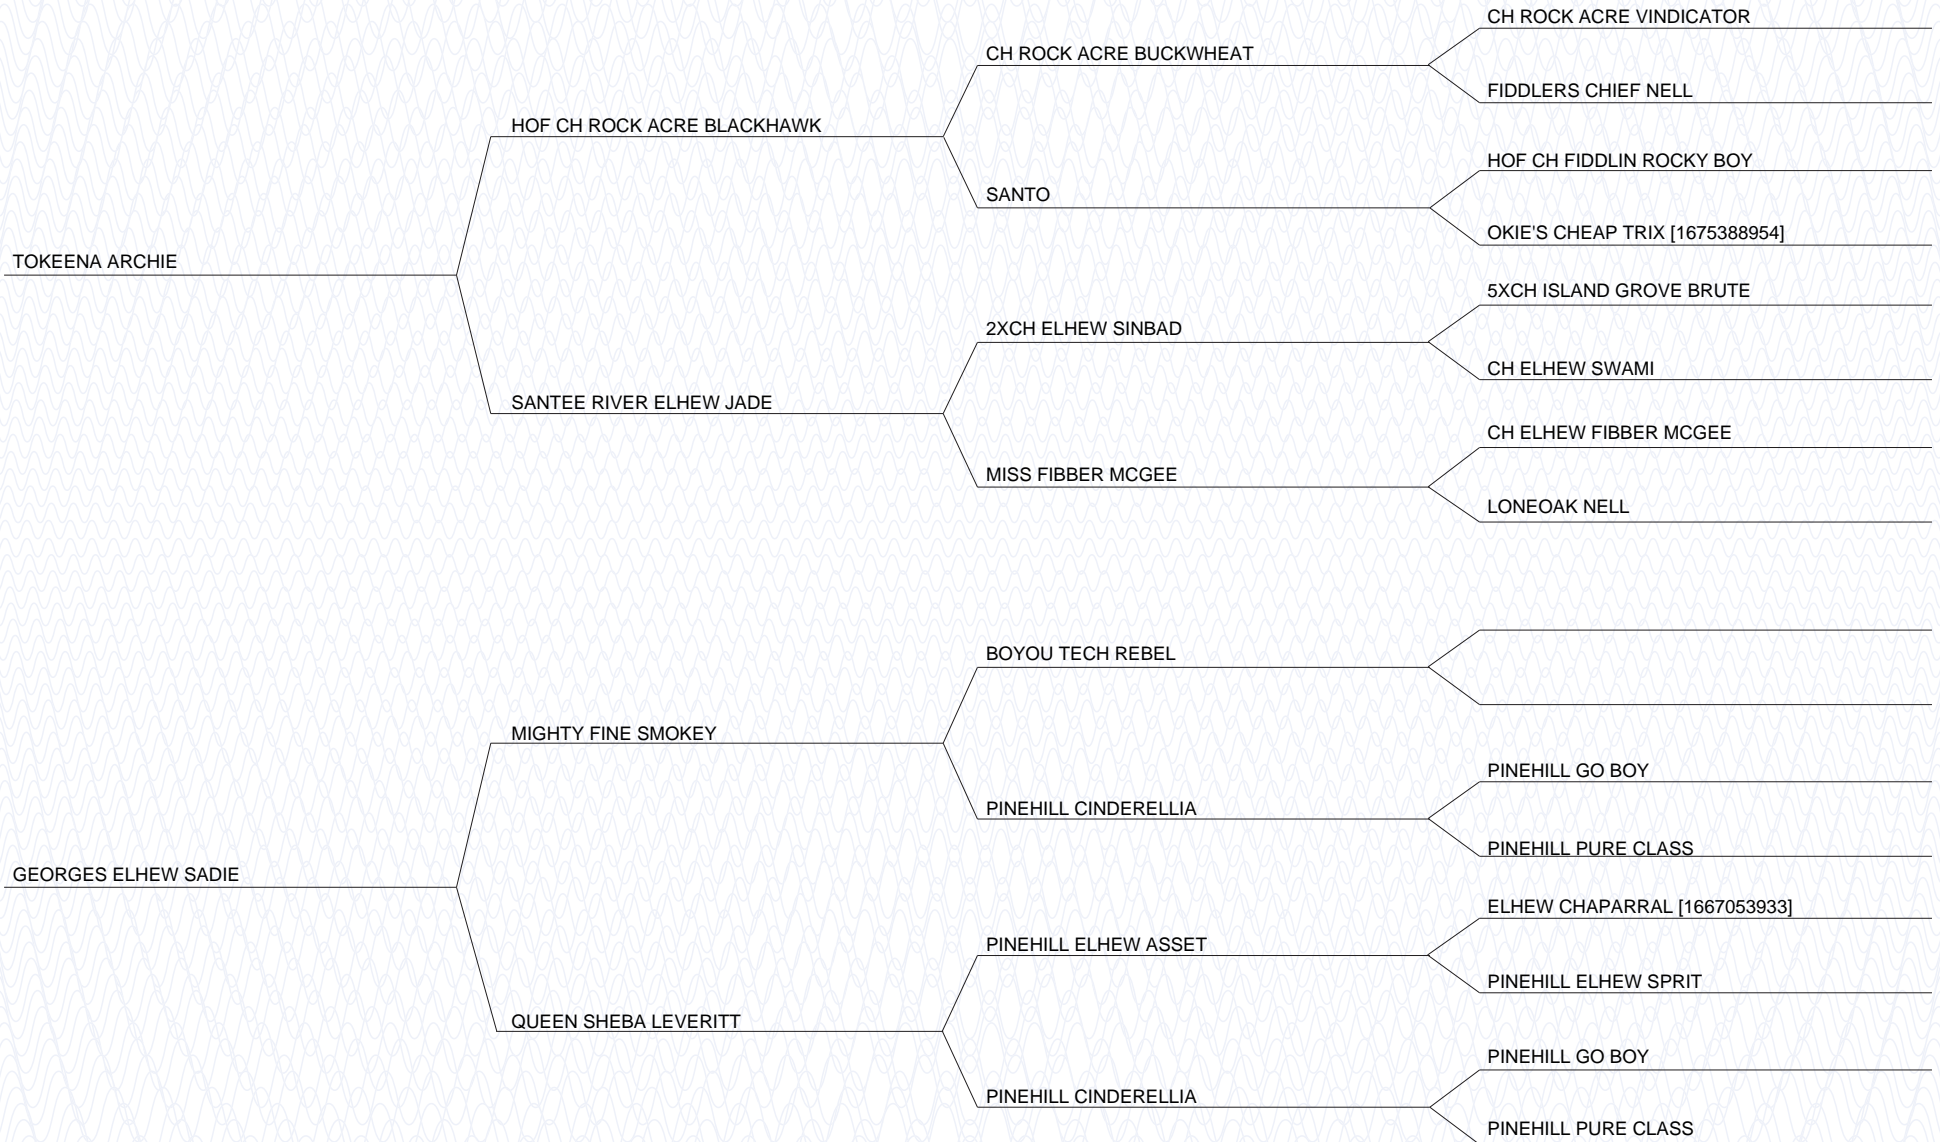 CH ROCK ACRE VINDICATOR
CH ROCK ACRE BUCKWHEAT
FIDDLERS CHIEF NELL
HOF CH ROCK ACRE BLACKHAWK
HOF CH FIDDLIN ROCKY BOY
SANTO
OKIE'S CHEAP TRIX [1675388954]
TOKEENA ARCHIE
5XCH ISLAND GROVE BRUTE
2XCH ELHEW SINBAD
CH ELHEW SWAMI
SANTEE RIVER ELHEW JADE
CH ELHEW FIBBER MCGEE
MISS FIBBER MCGEE
LONEOAK NELL
BOYOU TECH REBEL
MIGHTY FINE SMOKEY
PINEHILL GO BOY
PINEHILL CINDERELLIA
PINEHILL PURE CLASS
GEORGES ELHEW SADIE
ELHEW CHAPARRAL [1667053933]
PINEHILL ELHEW ASSET
PINEHILL ELHEW SPRIT
QUEEN SHEBA LEVERITT
PINEHILL GO BOY
PINEHILL CINDERELLIA
PINEHILL PURE CLASS